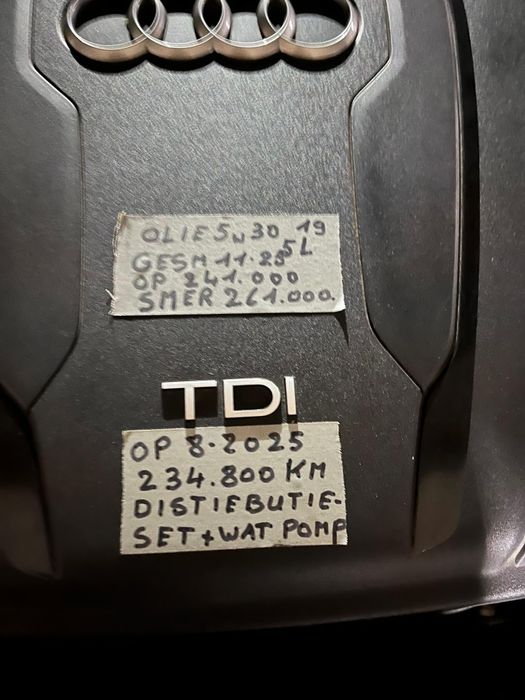 OLIE 5W30 19
GESM 11.25 5L
OP 241.000
SMER 261.000.
TDI
OP 8-2025
234.800 KM
DISTIEBUTIE-
SET + WAT POMP